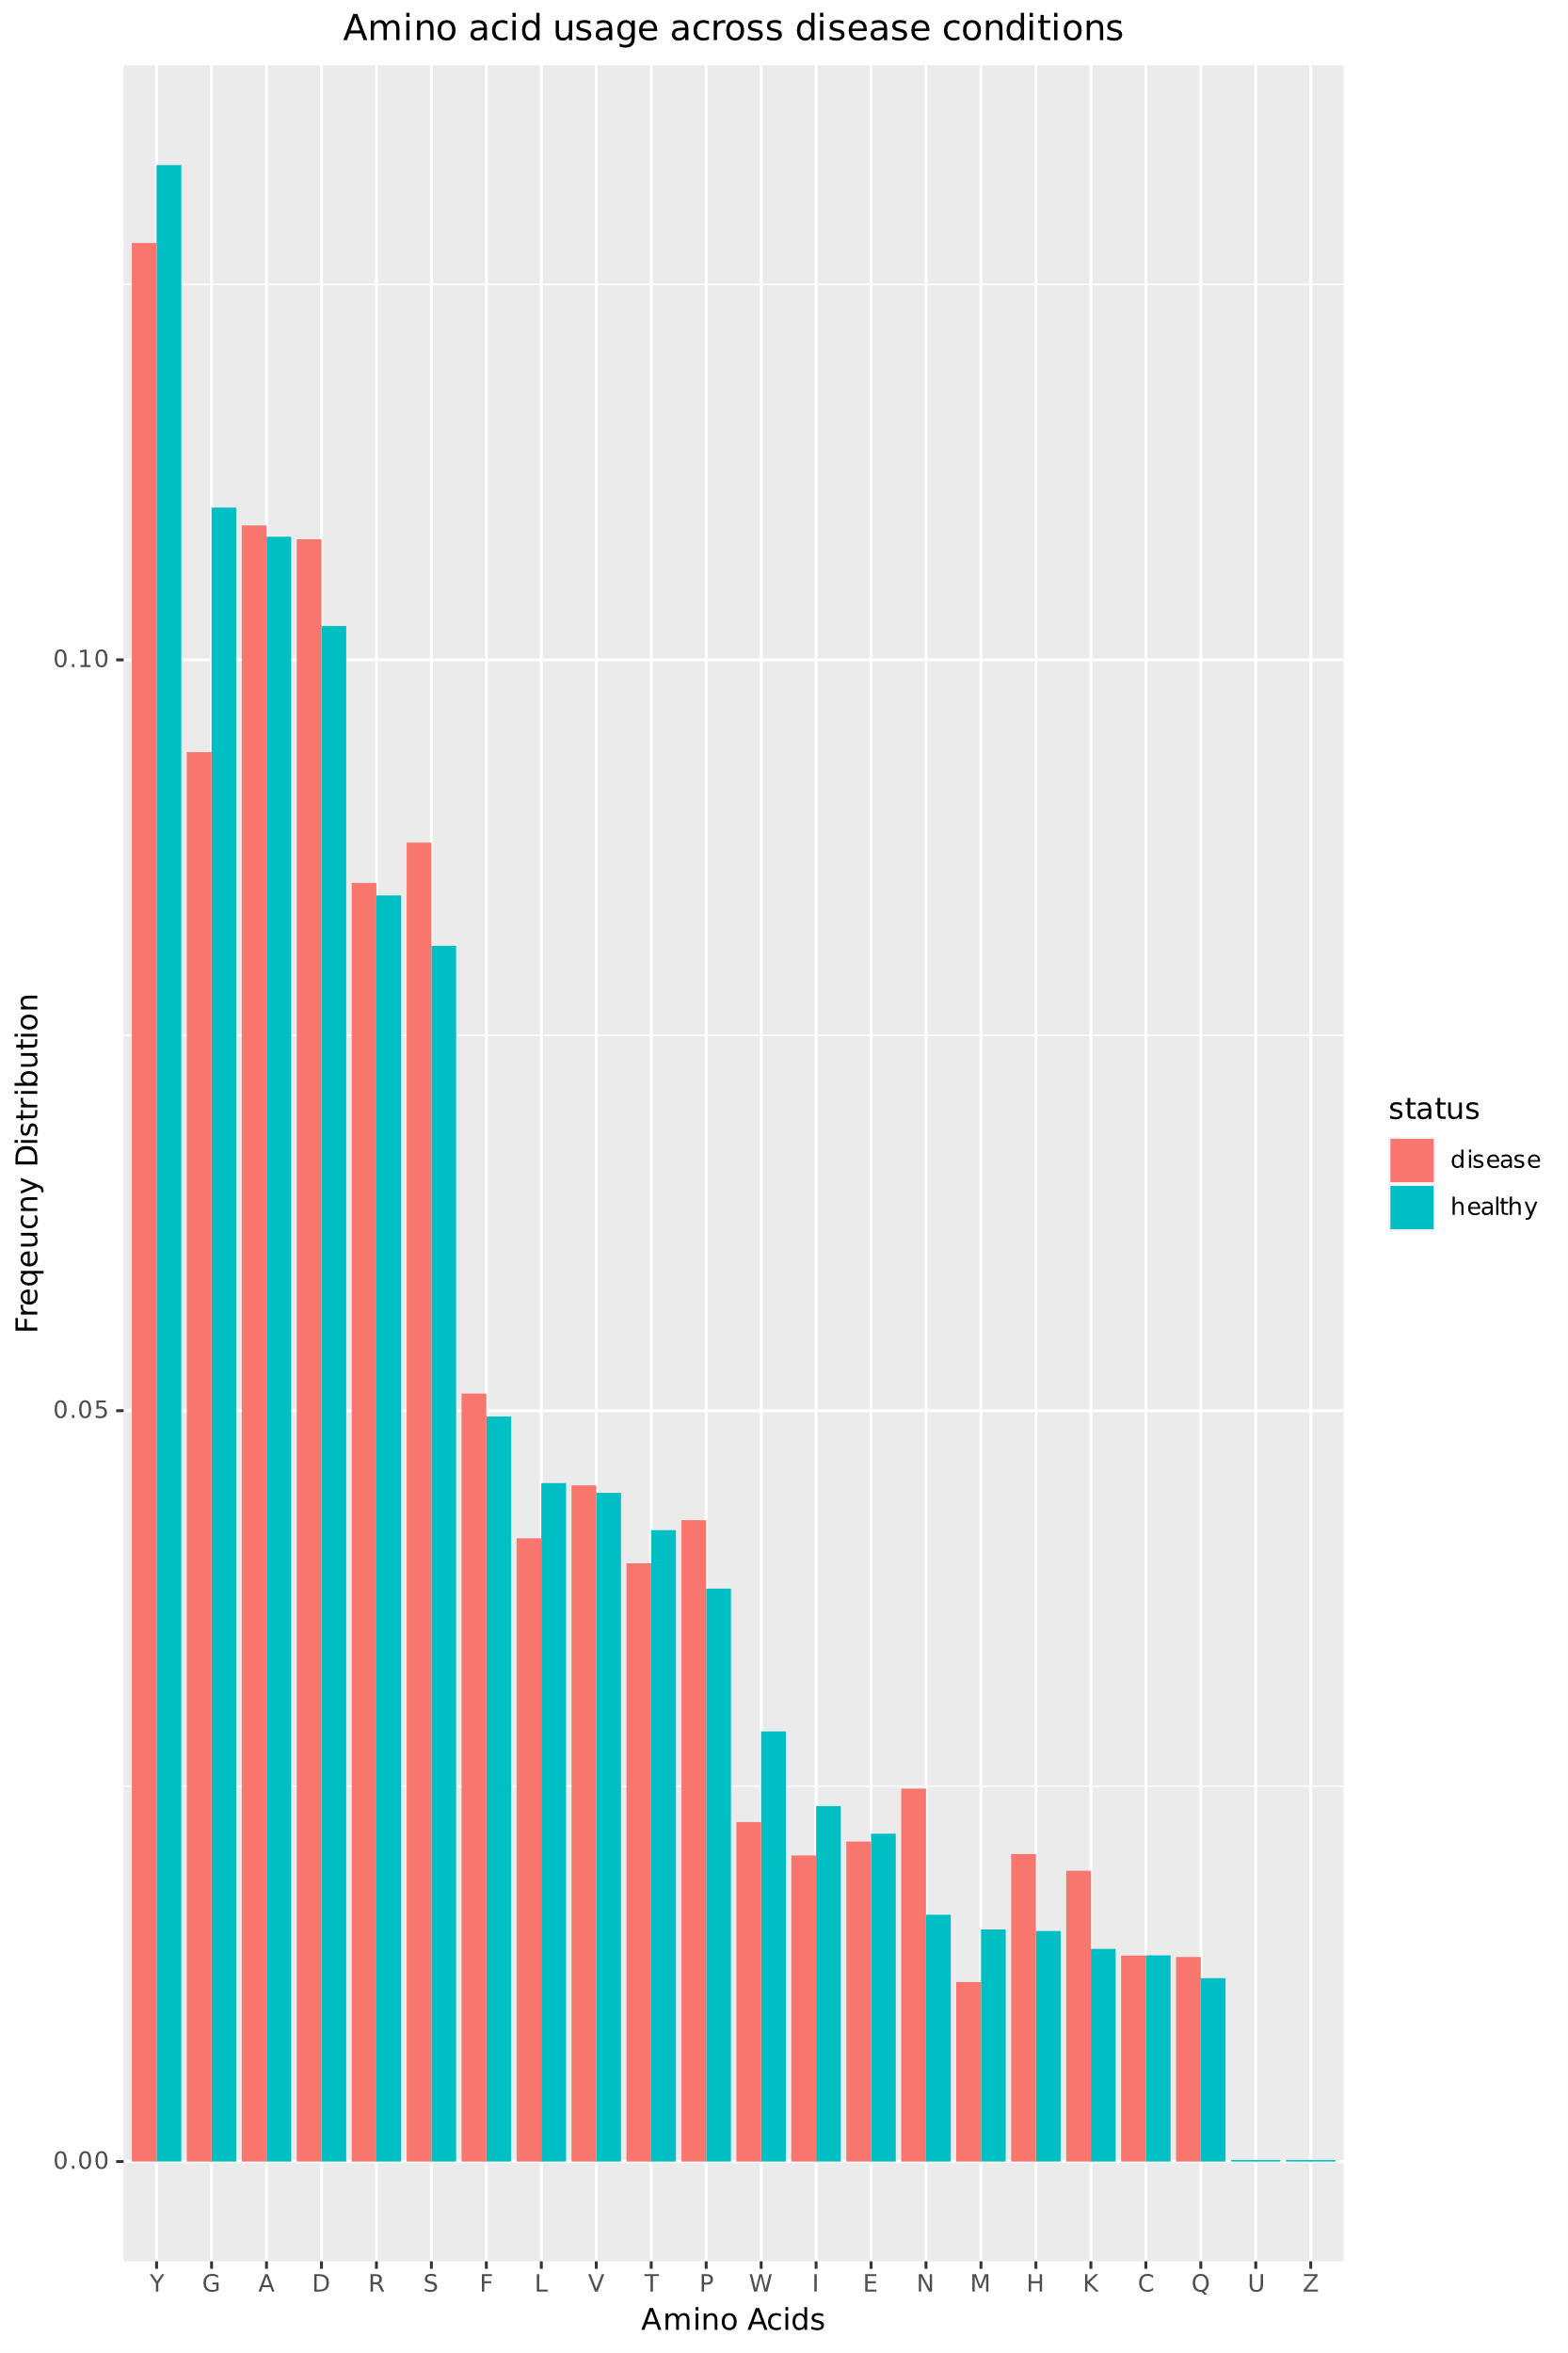 Amino acid usage across disease conditions
Freqeucny Distribution
0.10
0.05
0.00
Y G A D R S F L V T P W I E N M H K C Q U Z
Amino Acids
status
disease
healthy